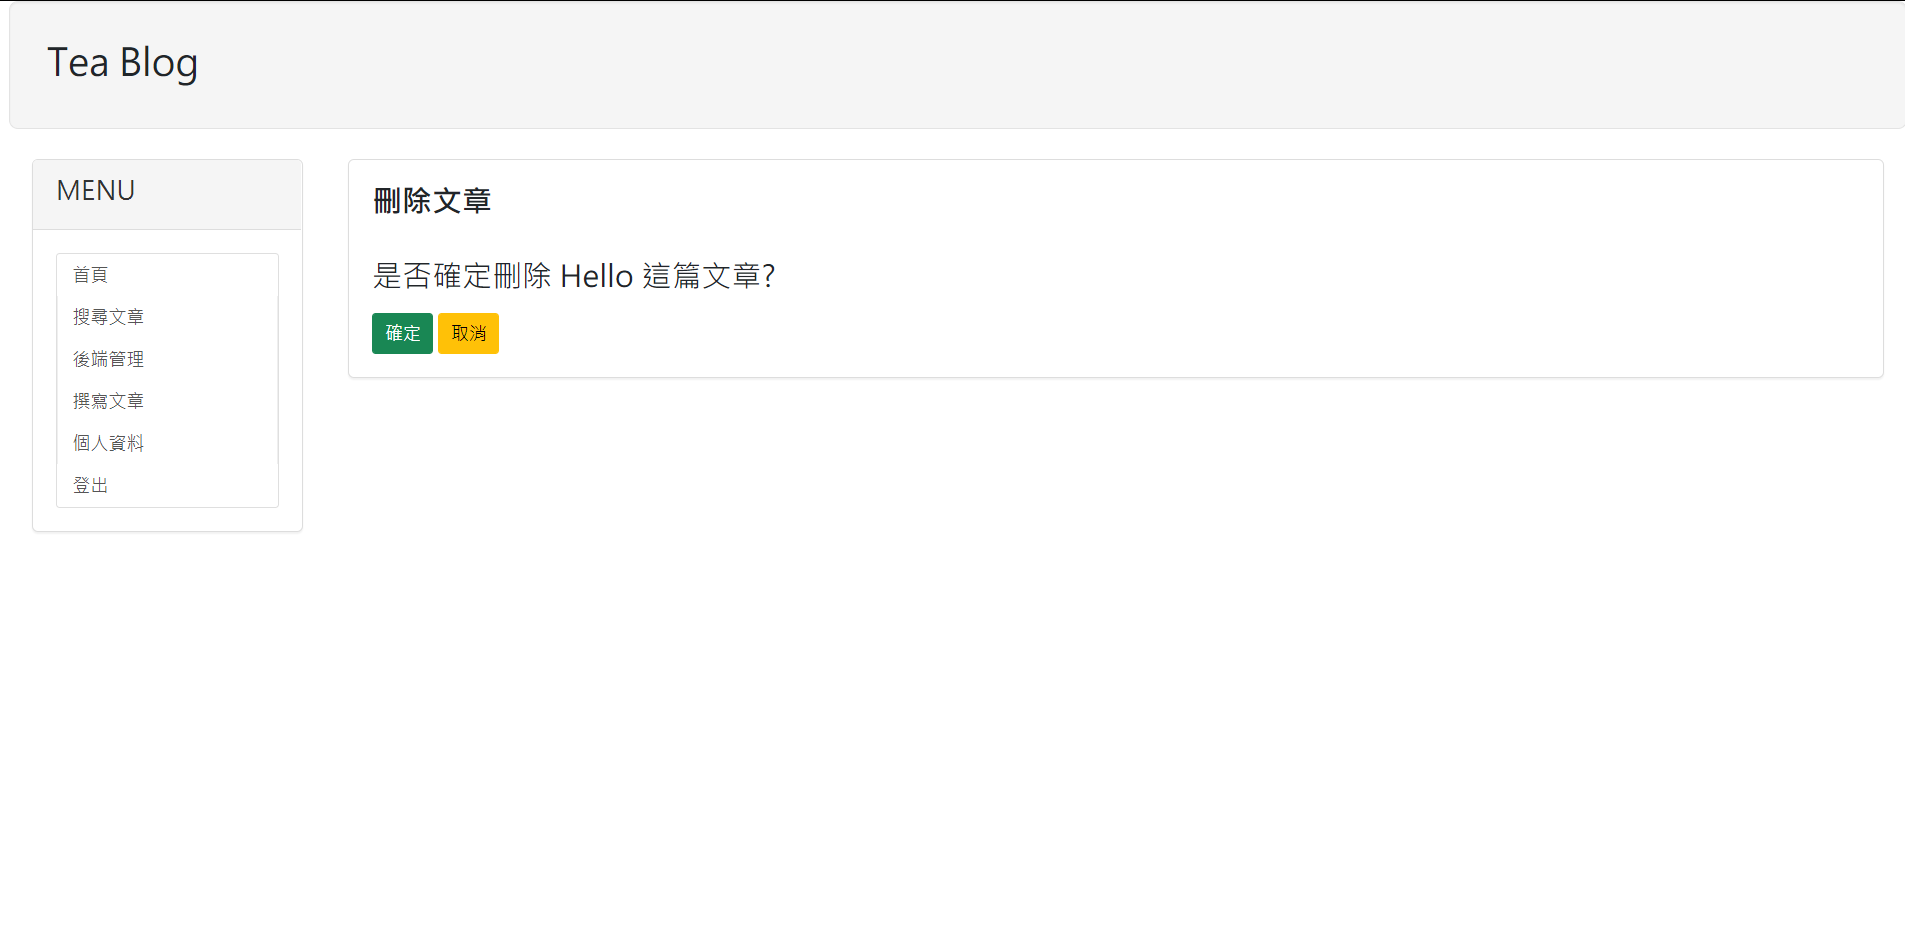 Tea Blog
MENU
首頁
搜尋文章
後端管理
撰寫文章
個人資料
登出
刪除文章
是否確定刪除 Hello 這篇文章?
確定 取消